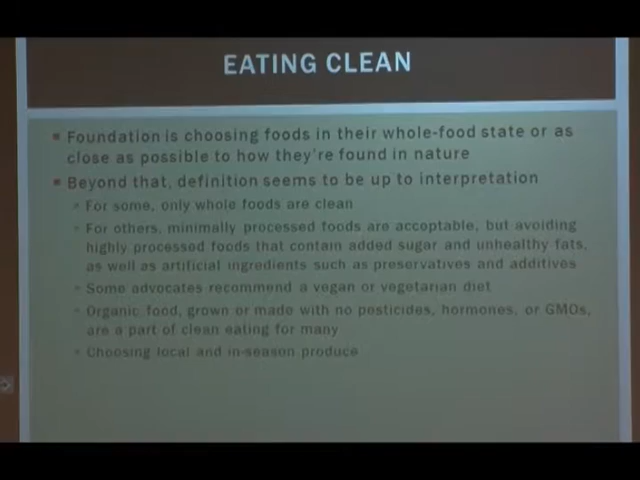 EATING CLEAN
Foundation is choosing foods in their whole-food state or as
close as possible to how they're found in nature
Beyond that, definition seems to be up to interpretation
For some, only whole foods are clean
For others, minimally processed foods are acceptable, but avoiding
highly processed foods that contain added sugar and unhealthy fats,
as well as artificial ingredients such as preservatives and additives
Some advocates recommend a vegan or vegetarian diet
Organic food, grown or made with no pesticides, hormones, or GMOs,
are a part of clean eating for many
Choosing local and in-season produce